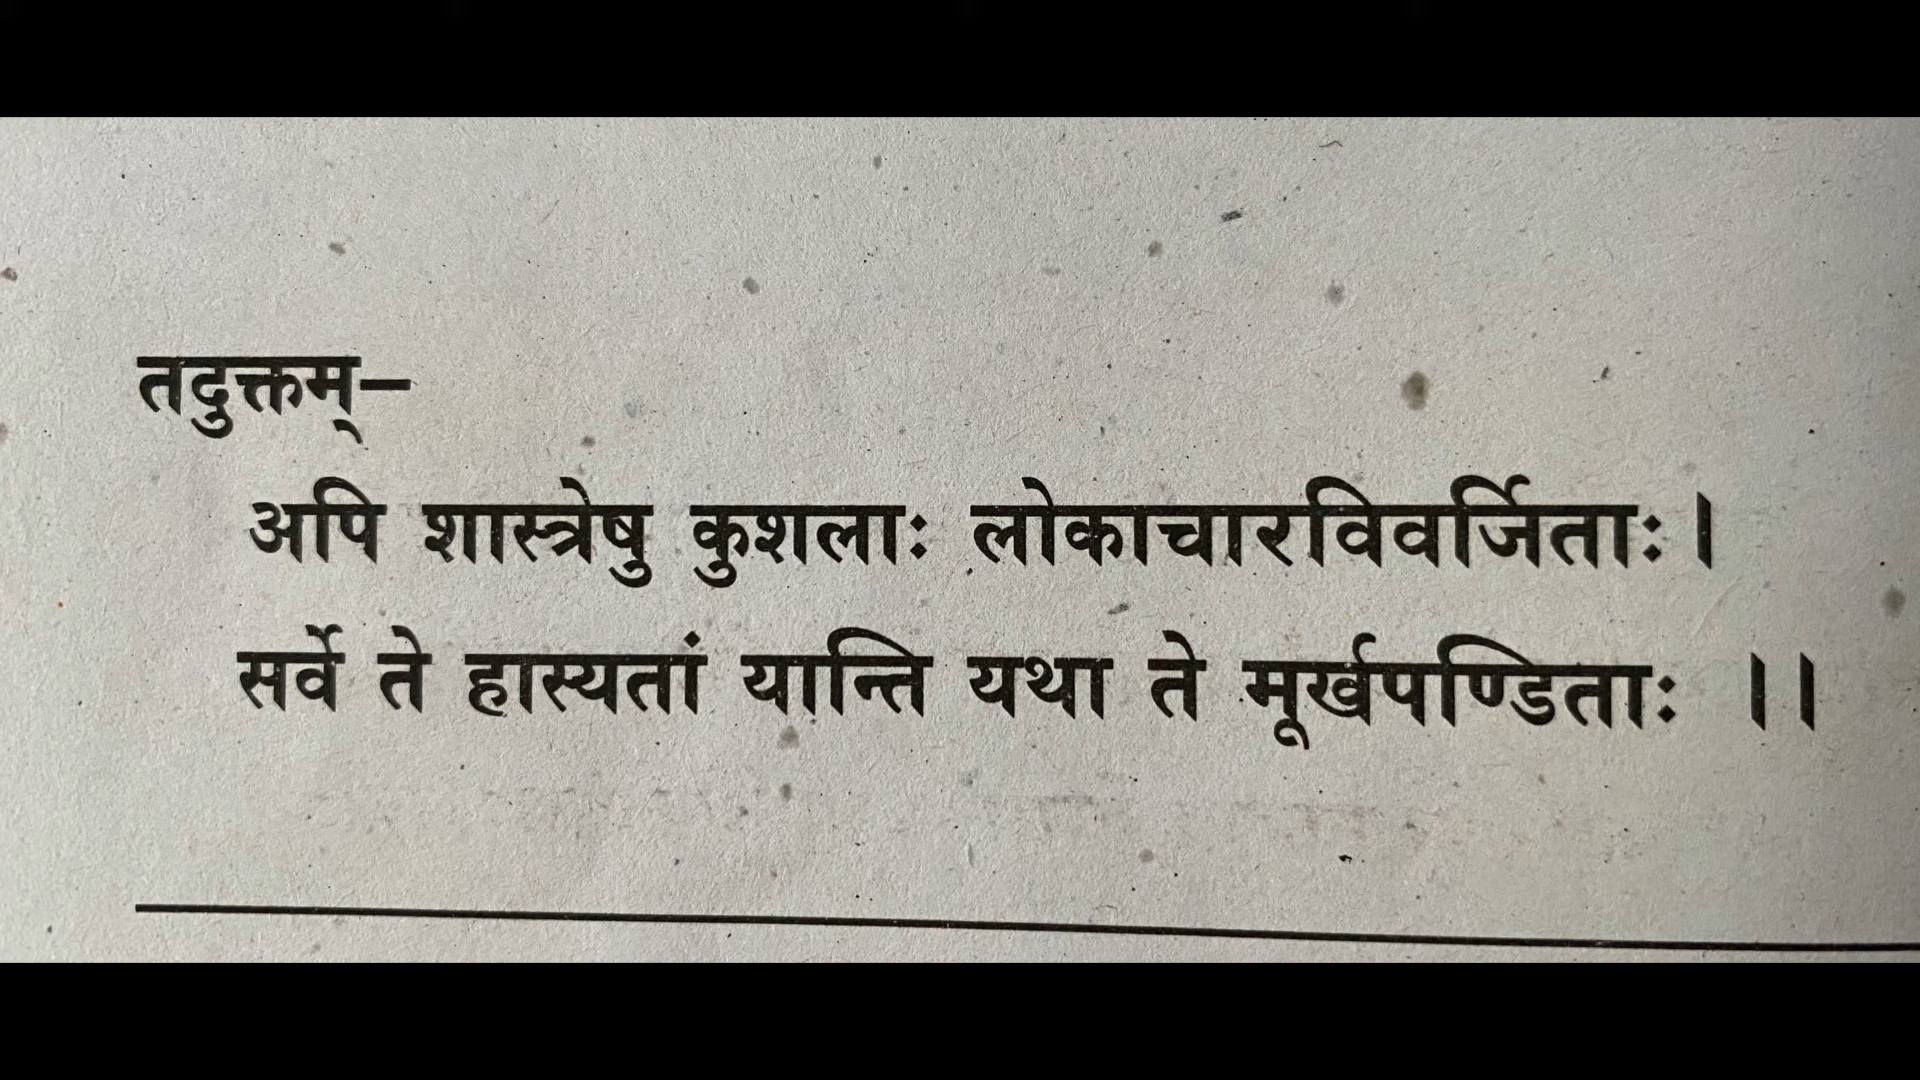 तदुक्तम्–
अपि शास्त्रेषु कुशलाः लोकाचारविवर्जिताः।
सर्वे ते हास्यतां यान्ति यथा ते मूर्खपण्डिताः ।।